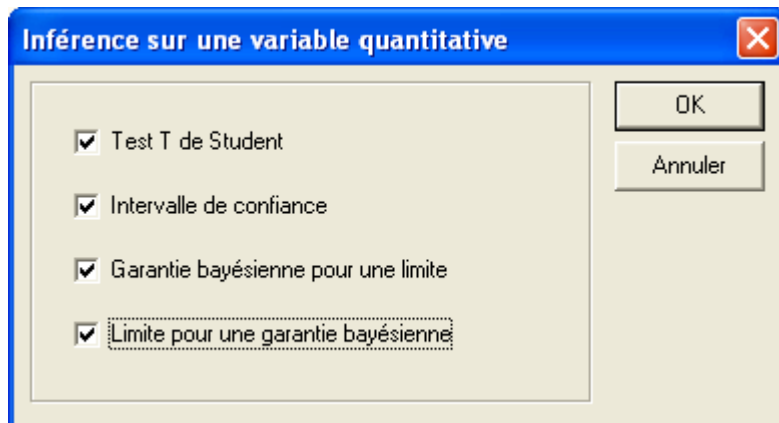 Inférence sur une variable quantitative
OK
Test T de Student
Annuler
Intervalle de confiance
Garantie bayésienne pour une limite
Limite pour une garantie bayésienne